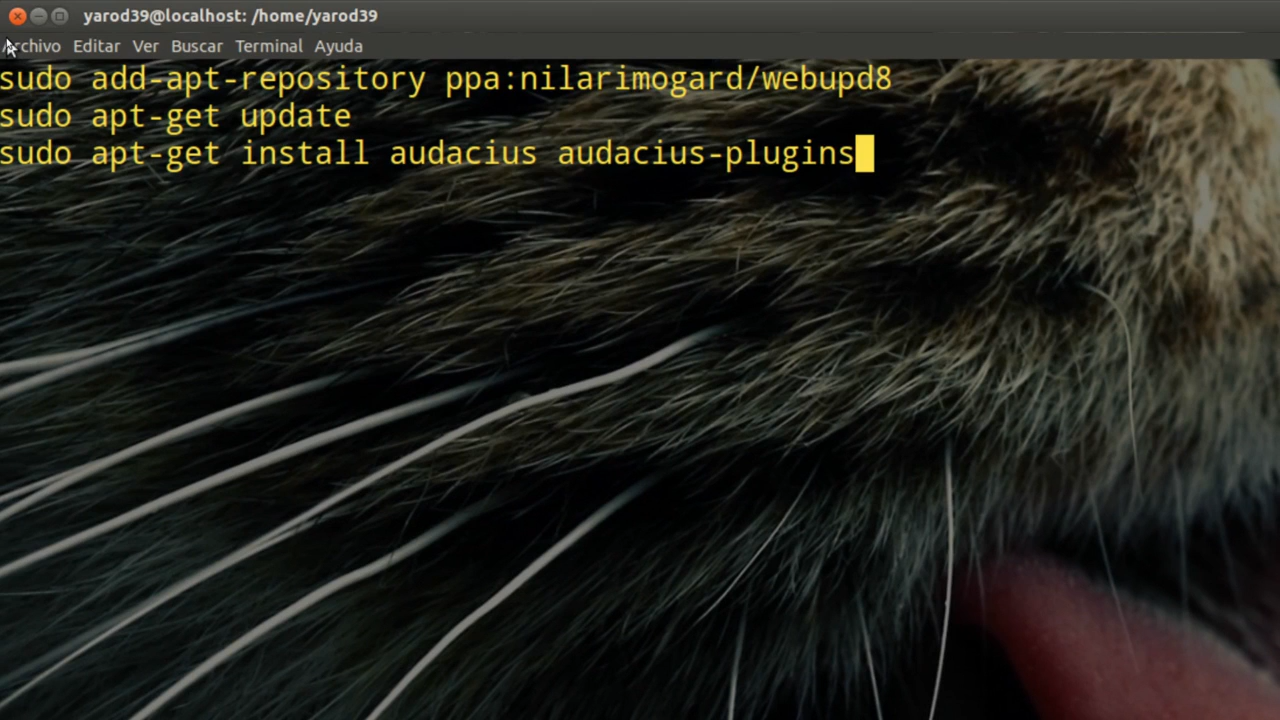 yarod39@localhost: /home/yarod39
Archivo Editar Ver Buscar Terminal Ayuda
sudo add-apt-repository ppa:nilarimogard/webupd8
sudo apt-get update
sudo apt-get install audacius audacius-plugins